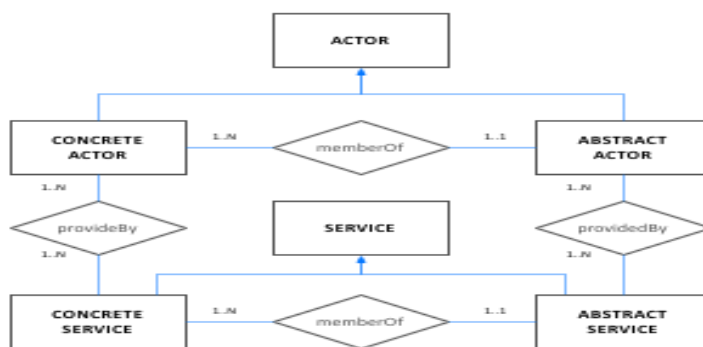 ACTOR
CONCRETE
ACTOR
1..N
memberOf
1..1
ABSTRACT
ACTOR
1..N
1..N
provideBy
SERVICE
providedBy
1..N
1..N
CONCRETE
SERVICE
1..N
memberOf
1..1
ABSTRACT
SERVICE